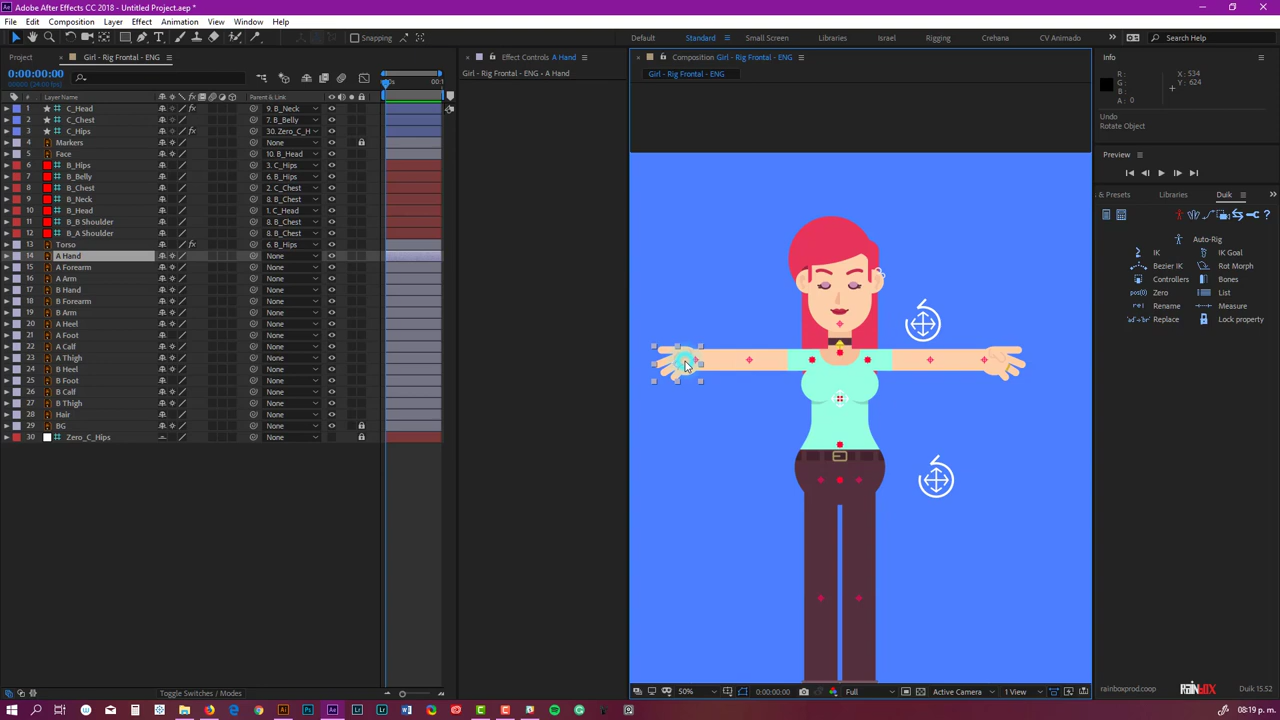 Adobe After Effects CC 2018 - Untitled Project.aep *
File Edit Composition Layer Effect Animation View Window Help
Snapping Default Standard Small Screen Libraries Israel Rigging Crehana CV Animado Search Help
Project Girl - Rig Frontal - ENG Effect Controls A Hand Composition Girl - Rig Frontal - ENG Info
0:00:00:00 Girl - Rig Frontal - ENG • A Hand Girl - Rig Frontal - ENG
R: X: 534
G: Y: 624
B:
A: 0
Undo
Rotate Object
Layer Name Parent & Link
1 C_Head 9. B_Neck
2 C_Chest 7. B_Belly
3 C_Hips 30. Zero_C_H
4 Markers None
5 Face 10. B_Head
6 B_Hips 3. C_Hips
7 B_Belly 6. B_Hips
8 B_Chest 2. C_Chest
9 B_Neck 8. B_Chest
10 B_Head 1. C_Head
11 B_B Shoulder 8. B_Chest
12 B_A Shoulder 8. B_Chest
13 Torso 6. B_Hips
14 A Hand None
15 A Forearm None
16 A Arm None
17 B Hand None
18 B Forearm None
19 B Arm None
20 A Heel None
21 A Foot None
22 A Calf None
23 A Thigh None
24 B Heel None
25 B Foot None
26 B Calf None
27 B Thigh None
28 Hair None
29 BG None
30 Zero_C_Hips None
Preview
& Presets Libraries Duik
Auto-Rig
IK IK Goal
Bezier IK Rot Morph
Controllers Bones
Zero List
Rename Measure
Replace Lock property
Toggle Switches / Modes
50% 0:00:00:00 Full Active Camera 1 View
rainboxprod.coop RAINBOX Duik 15.52
08:19 p. m.